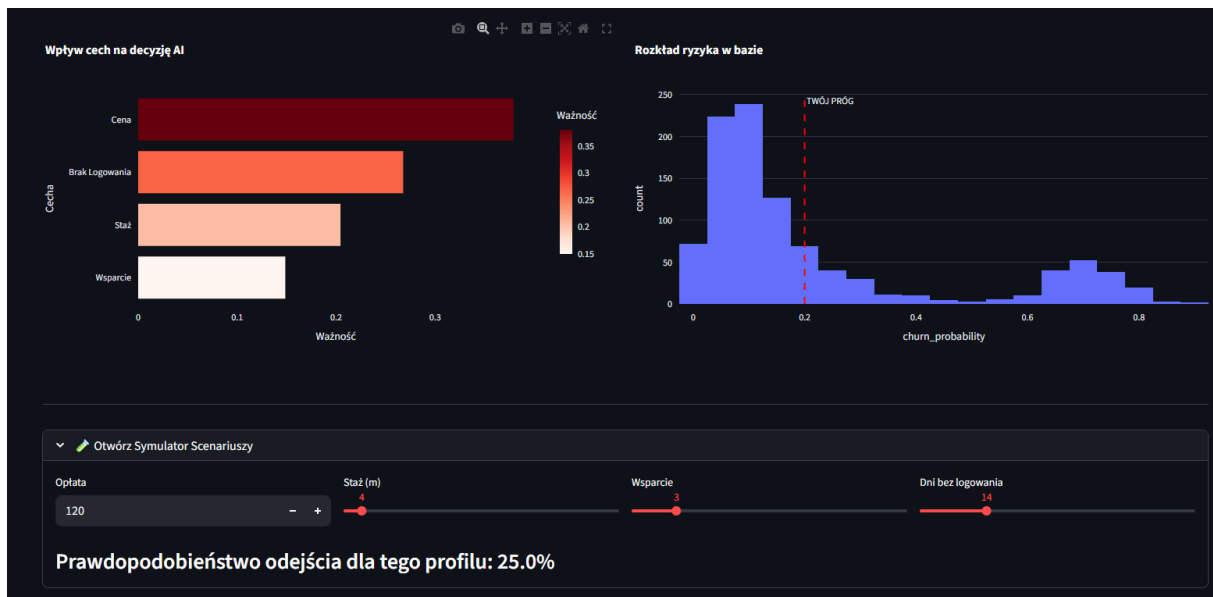 Wpływ cech na decyzję AI
Cena
Brak Logowania
Staż
Wsparcie
Cecha
0
0.1
0.2
0.3
Ważność
Ważność
0.35
0.3
0.25
0.2
0.15
Rozkład ryzyka w bazie
TWÓJ PRÓG
250
200
150
100
50
0
count
0
0.2
0.4
0.6
0.8
churn_probability
Otwórz Symulator Scenariuszy
Opłata
120
Staż (m)
4
Wsparcie
3
Dni bez logowania
14
Prawdopodobieństwo odejścia dla tego profilu: 25.0%